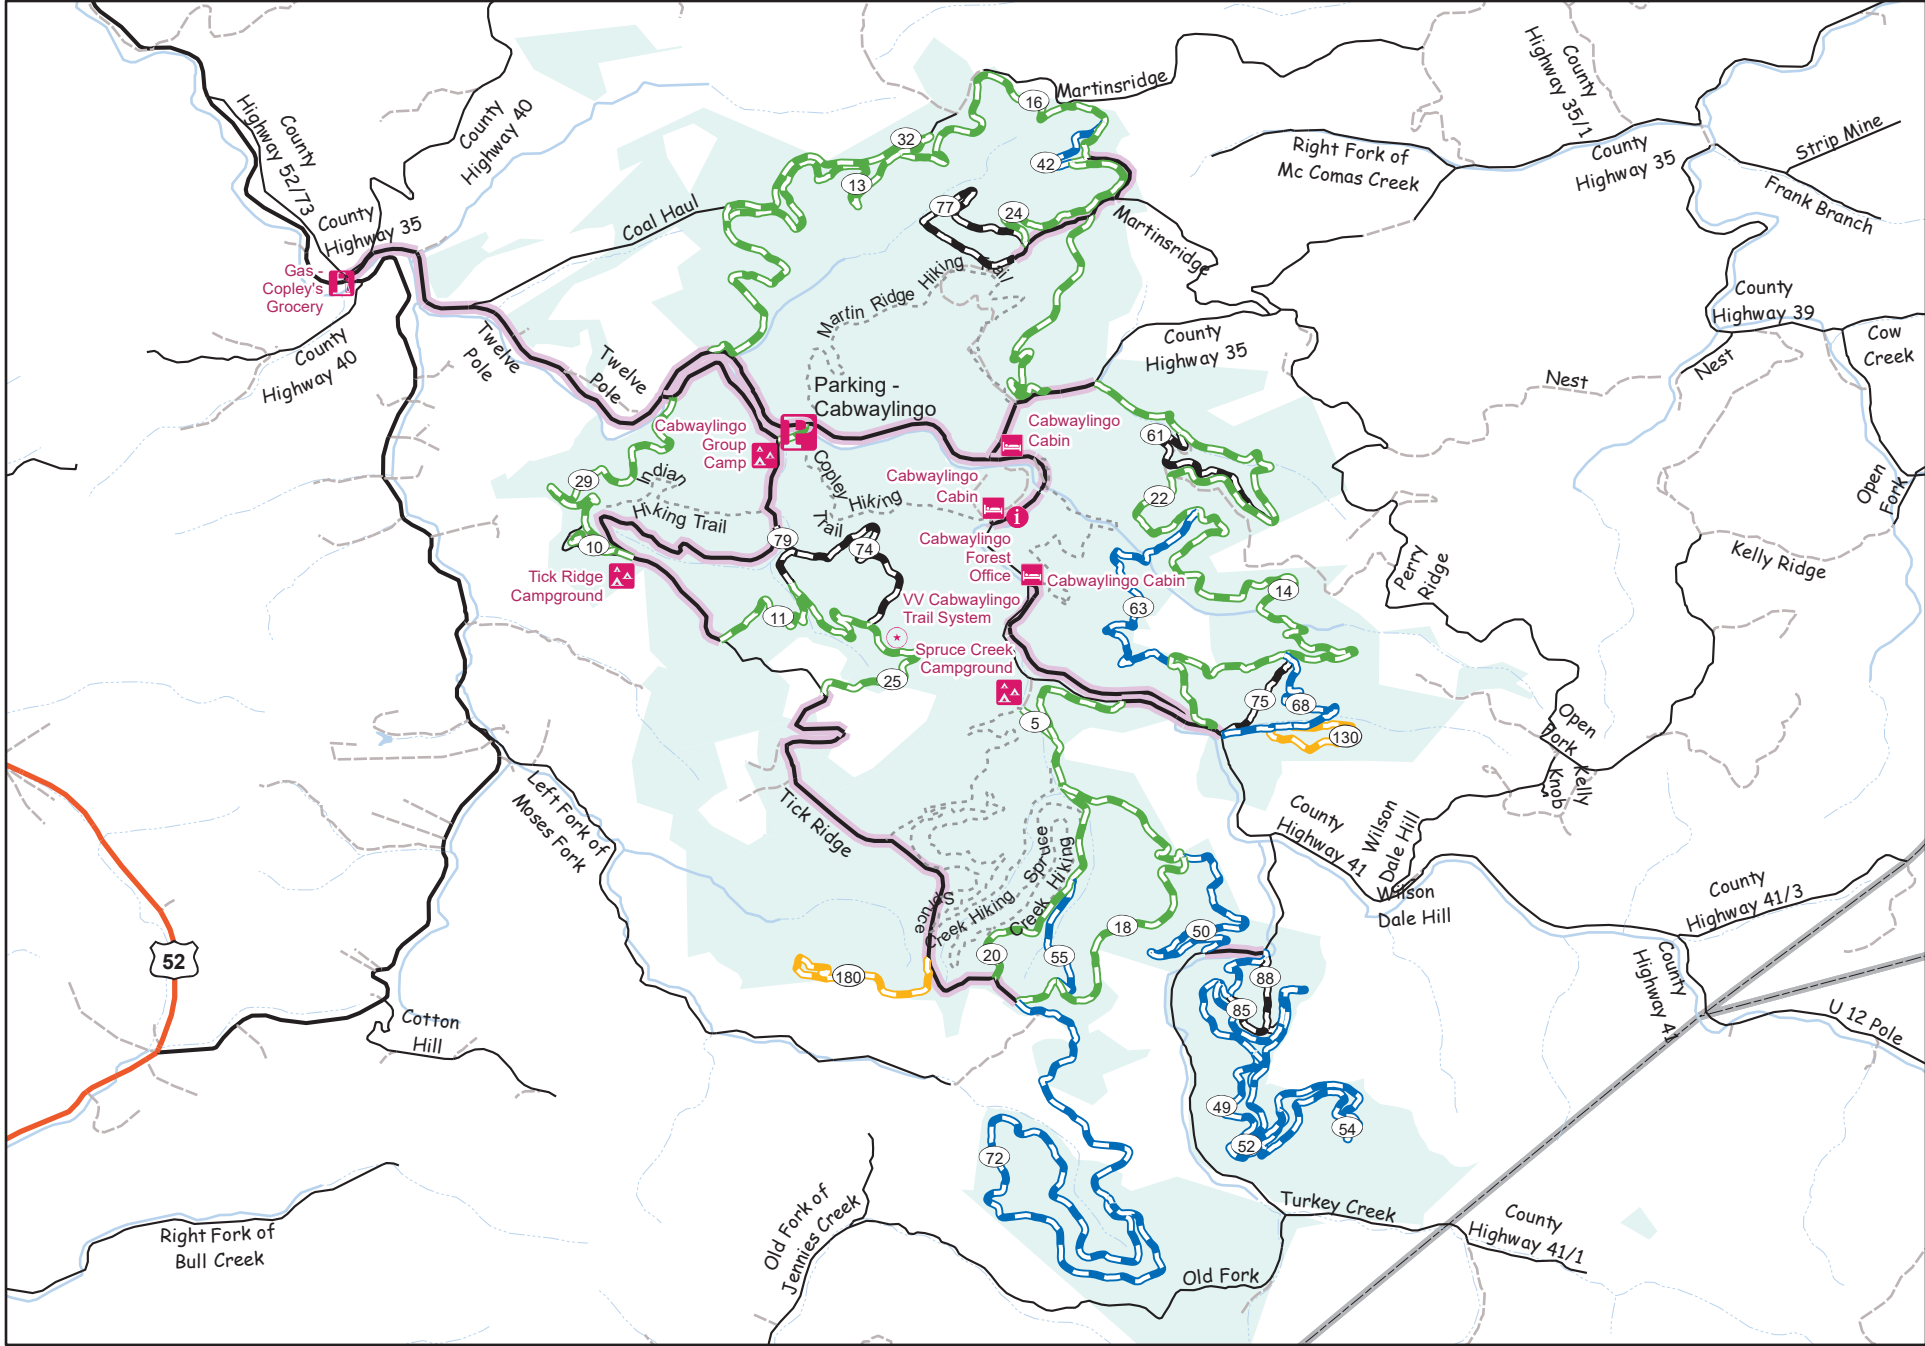 Martinsridge
16
County
Highway 35/1
County
Highway 40
County
Highway 52/73
County
Highway 35
Strip Mine
Right Fork of
Mc Comas Creek
County
Highway 35
Frank Branch
32
42
13
77
24
Coal Haul
Martinsridge
Gas -
Copley's
Grocery
County
Highway 40
Twelve
Pole
Twelve
Pole
Martin Ridge Hiking Trail
County
Highway 35
County
Highway 39
Cow
Creek
Nest
Nest
Parking -
Cabwaylingo
P
Cabwaylingo
Group
Camp
Cabwaylingo
Cabin
61
29
Indian
Hiking Trail
Copley Hiking
Trail
Cabwaylingo
Cabin
i
22
Open
Fork
10
79
74
Cabwaylingo
Forest
Office
Cabwaylingo Cabin
Kelly Ridge
Perry
Ridge
Tick Ridge
Campground
11
VV Cabwaylingo
Trail System
63
14
Spruce Creek
Campground
25
5
75
68
130
Open
Fork
Kelly
Knob
Left Fork of
Moses Fork
Tick Ridge
County
Highway 41
Wilson
Dale Hill
Wilson
Dale Hill
County
Highway 41/3
Spruce
Creek Hiking
Spruce
Creek Hiking
52
180
20
55
18
50
88
85
County
Highway 41
U 12 Pole
Cotton
Hill
49
52
54
72
Turkey Creek
County
Highway 41/1
Old Fork of
Jennies Creek
Old Fork
Right Fork of
Bull Creek